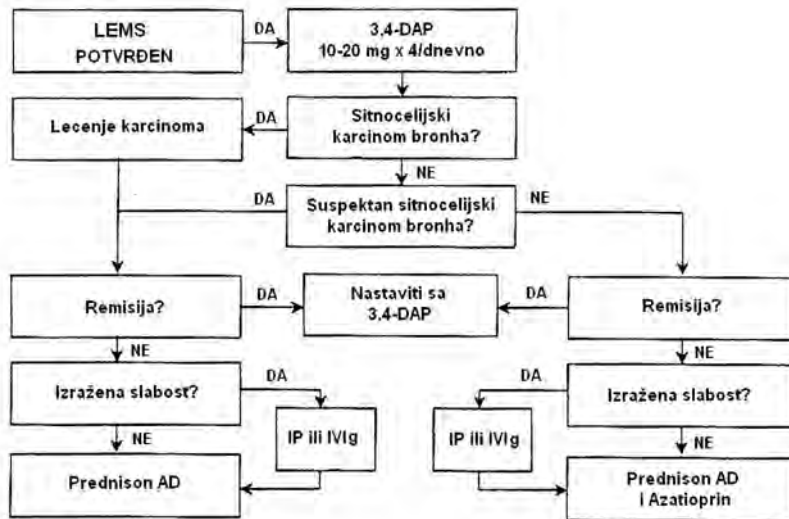 LEMS
POTVRĐEN
DA
3,4-DAP
10-20 mg x 4/dnevno
Lecenje karcinoma
DA
Sitnocelijski
karcinom bronha?
NE
DA
Suspektan sitnocelijski
karcinom bronha?
NE
Remisija?
DA
Nastaviti sa
3,4-DAP
DA
Remisija?
NE
NE
Izražena slabost?
DA
DA
Izražena slabost?
IP ili IVIg
IP ili IVIg
NE
NE
Prednison AD
Prednison AD
i Azatioprin